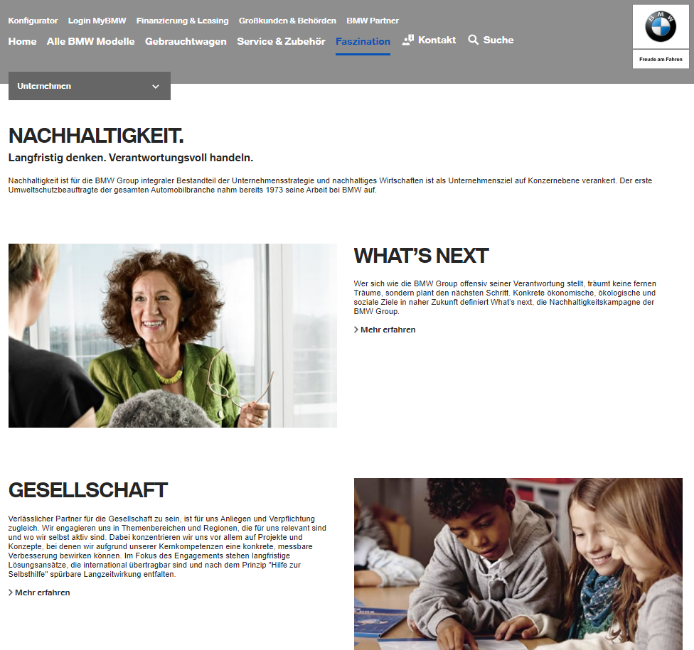 Konfigurator Login MyBMW Finanzierung & Leasing Großkunden & Behörden BMW Partner
Home Alle BMW Modelle Gebrauchtwagen Service & Zubehör Faszination Kontakt Suche
BMW
Freude am Fahren
Unternehmen
NACHHALTIGKEIT.
Langfristig denken. Verantwortungsvoll handeln.
Nachhaltigkeit ist für die BMW Group integraler Bestandteil der Unternehmensstrategie und nachhaltiges Wirtschaften ist als Unternehmensziel auf Konzernebene verankert. Der erste
Umweltschutzbeauftragte der gesamten Automobilbranche nahm bereits 1973 seine Arbeit bei BMW auf.
WHAT'S NEXT
Wer sich wie die BMW Group offensiv seiner Verantwortung stellt, träumt keine fernen
Träume, sondern plant den nächsten Schritt. Konkrete ökonomische, ökologische und
soziale Ziele in naher Zukunft definiert What's next, die Nachhaltigkeitskampagne der
BMW Group.
Mehr erfahren
GESELLSCHAFT
Verlässlicher Partner für die Gesellschaft zu sein, ist für uns Anliegen und Verpflichtung
zugleich. Wir engagieren uns in Themenbereichen und Regionen, die für uns relevant sind
und wo wir selbst aktiv sind. Dabei konzentrieren wir uns vor allem auf Projekte und
Konzepte, bei denen wir aufgrund unserer Kernkompetenzen eine konkrete, messbare
Verbesserung bewirken können. Im Fokus des Engagements stehen langfristige
Lösungsansätze, die international übertragbar sind und nach dem Prinzip "Hilfe zur
Selbsthilfe" spürbare Langzeitwirkung entfalten.
Mehr erfahren